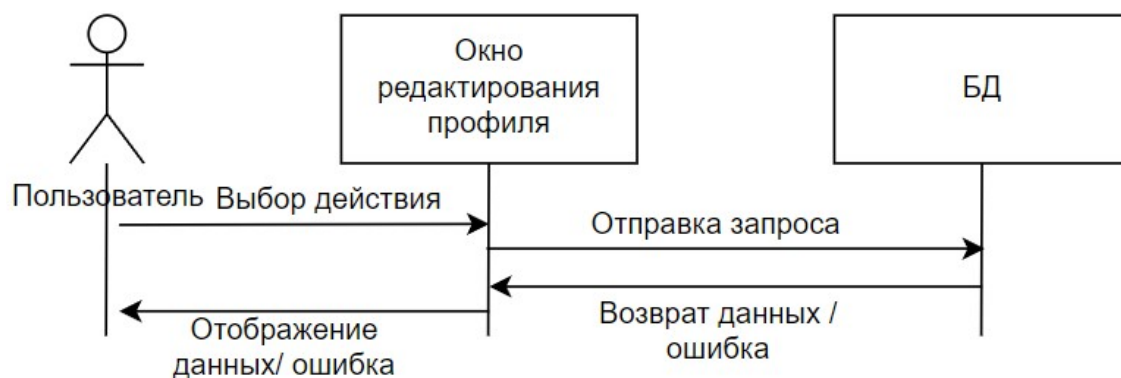 Окно
редактирования
профиля
БД
Пользователь
Выбор действия
Отправка запроса
Возврат данных /
ошибка
Отображение
данных/ ошибка